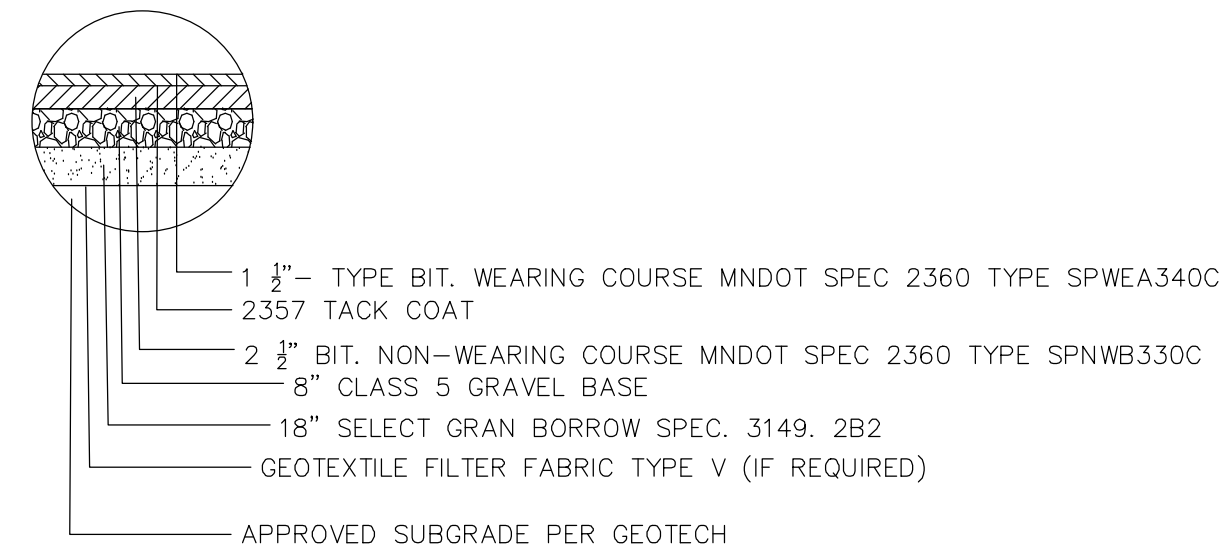 1 ½”– TYPE BIT. WEARING COURSE MNDOT SPEC 2360 TYPE SPWEA340C
2357 TACK COAT
2 ½” BIT. NON–WEARING COURSE MNDOT SPEC 2360 TYPE SPNWB330C
8” CLASS 5 GRAVEL BASE
18” SELECT GRAN BORROW SPEC. 3149. 2B2
GEOTEXTILE FILTER FABRIC TYPE V (IF REQUIRED)
APPROVED SUBGRADE PER GEOTECH